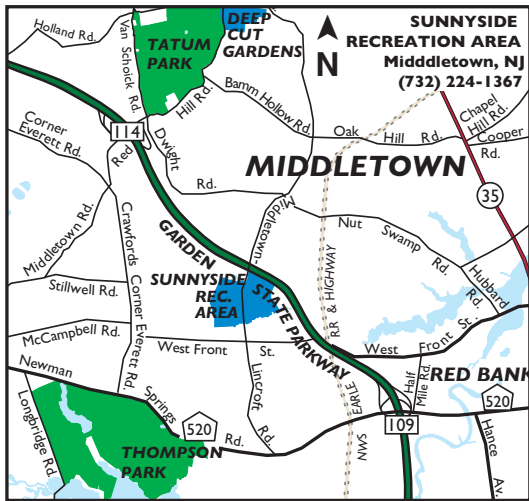 SUNNYSIDE
RECREATION AREA
Midddletown, NJ
(732) 224-1367
N
DEEP
CUT
GARDENS
TATUM
PARK
Holland Rd.
Van Schoick Rd.
Hill Rd.
Bamm Hollow Rd.
Oak Hill Rd.
Chapel
Hill Rd.
Cooper
Rd.
Corner
Everett Rd.
114
Red
Dwight
Rd.
MIDDLETOWN
35
Middletown Rd.
Crawfords Corner Everett Rd.
GARDEN STATE PARKWAY
Middletown-
Lincroft
Rd.
Nut Swamp Rd.
Hubbard
Rd.
SUNNYSIDE
REC.
AREA
RR & HIGHWAY
Stillwell Rd.
McCampbell Rd.
West Front St.
West Front St.
Newman Springs Rd.
Half
Mile Rd.
RED BANK
520
520
109
NWS EARLE
Longbridge Rd.
THOMPSON
PARK
Hance
Av.